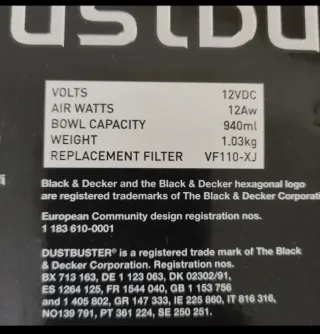 VOLTS 12VDC
AIR WATTS 12Aw
BOWL CAPACITY 940ml
WEIGHT 1.03kg
REPLACEMENT FILTER VF110-XJ
Black & Decker and the Black & Decker hexagonal logo
are registered trademarks of The Black & Decker Corporati
European Community design registration nos.
1 183 610-0001
DUSTBUSTER® is a registered trade mark of The Black
& Decker Corporation. Registration nos.
BX 713 163, DE 1 123 063, DK 02302/91,
ES 1264 125, FR 1544 040, GB 1 153 756
and 1 405 802, GR 147 333, IE 225 860, IT 816 316,
NO139 791, PT 361 224, SE 250 251.